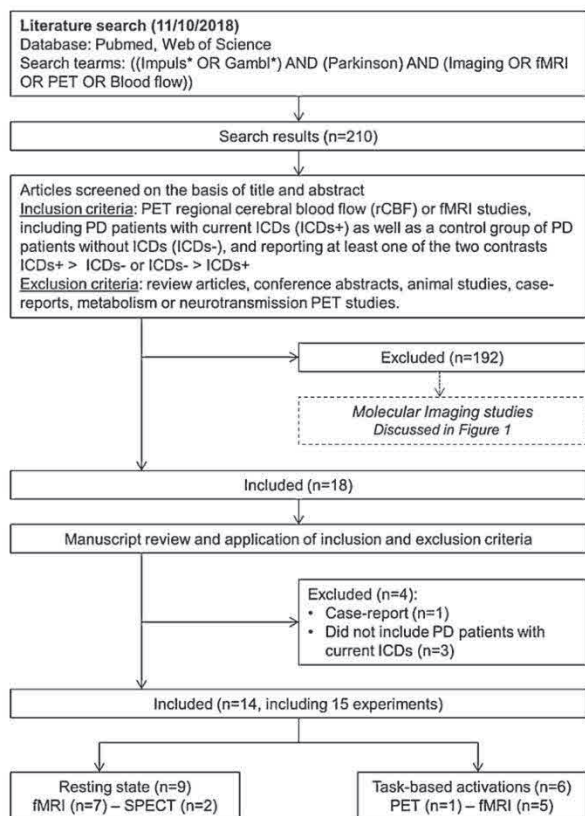 Literature search (11/10/2018)
Database: Pubmed, Web of Science
Search tearms: ((Impuls* OR Gambl*) AND (Parkinson) AND (Imaging OR fMRI
OR PET OR Blood flow))
Search results (n=210)
Articles screened on the basis of title and abstract
Inclusion criteria: PET regional cerebral blood flow (rCBF) or fMRI studies,
including PD patients with current ICDs (ICDs+) as well as a control group of PD
patients without ICDs (ICDs-), and reporting at least one of the two contrasts
ICDs+ > ICDs- or ICDs- > ICDs+
Exclusion criteria: review articles, conference abstracts, animal studies, case-
reports, metabolism or neurotransmission PET studies.
Excluded (n=192)
Molecular Imaging studies
Discussed in Figure 1
Included (n=18)
Manuscript review and application of inclusion and exclusion criteria
Excluded (n=4):
• Case-report (n=1)
• Did not include PD patients with
current ICDs (n=3)
Included (n=14, including 15 experiments)
Resting state (n=9)
fMRI (n=7) – SPECT (n=2)
Task-based activations (n=6)
PET (n=1) – fMRI (n=5)